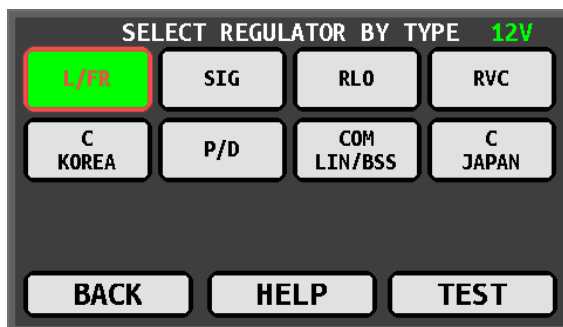 SELECT REGULATOR BY TYPE 12V
L/FR SIG RLO RVC
C KOREA P/D COM LIN/BSS C JAPAN
BACK HELP TEST